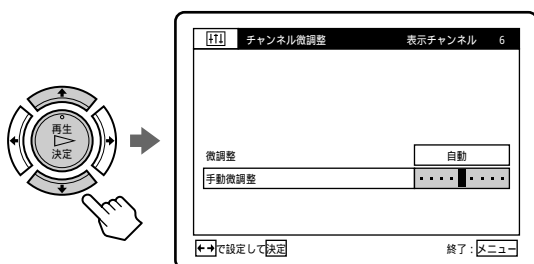 チャンネル微調整 表示チャンネル 6
再生
決定
微調整 自動
手動微調整
←→で設定して決定 終了：メニュー